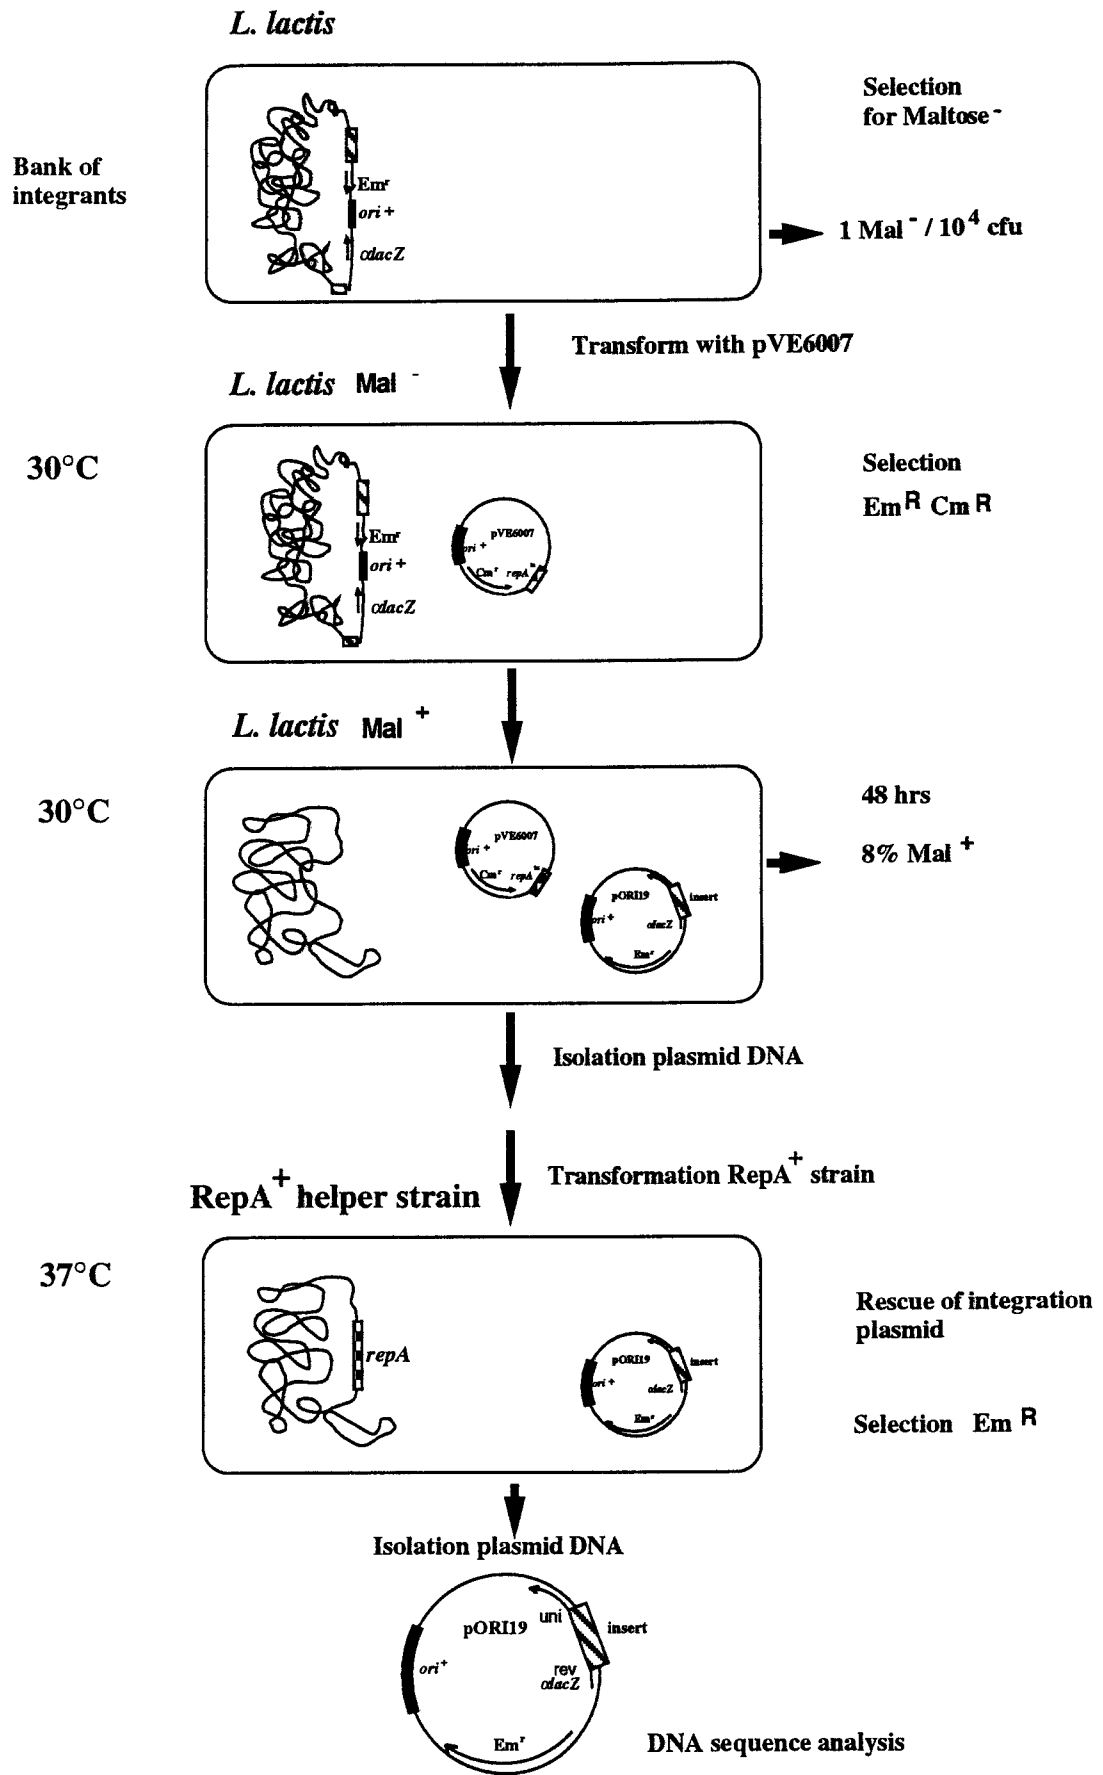 L. lactis
Selection
for Maltose⁻
Bank of
integrants
Emʳ
ori +
αlacZ
1 Mal⁻ / 10⁴ cfu
Transform with pVE6007
L. lactis Mal⁻
30°C
Selection
Emᴿ Cmᴿ
Emʳ
ori +
αlacZ
pVE6007
ori +
Cmʳ repAᵗˢ
L. lactis Mal⁺
30°C
48 hrs
8% Mal⁺
pVE6007
ori +
Cmʳ repAᵗˢ
pORI19
insert
ori +
αlacZ
Emʳ
Isolation plasmid DNA
Transformation RepA⁺ strain
RepA⁺ helper strain
37°C
Rescue of integration
plasmid
repA
pORI19
insert
ori +
αlacZ
Emʳ
Selection Emᴿ
Isolation plasmid DNA
uni
pORI19
insert
ori⁺
rev
αlacZ
Emʳ
DNA sequence analysis